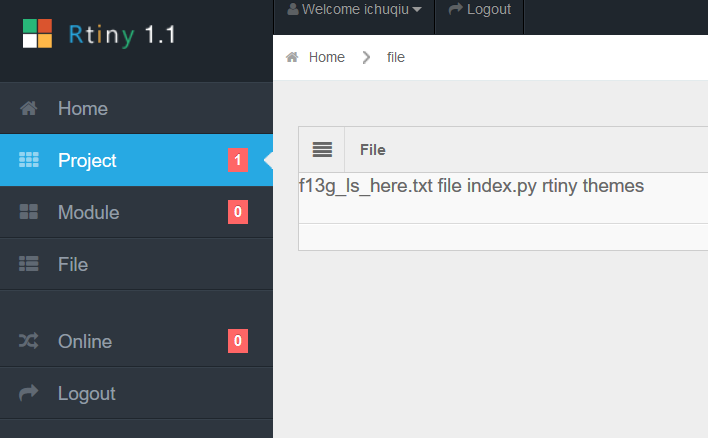 Rtiny 1.1
Welcome ichuqiu
Logout
Home
file
Home
Project 1
Module 0
File
Online 0
Logout
File
f13g_ls_here.txt file index.py rtiny themes